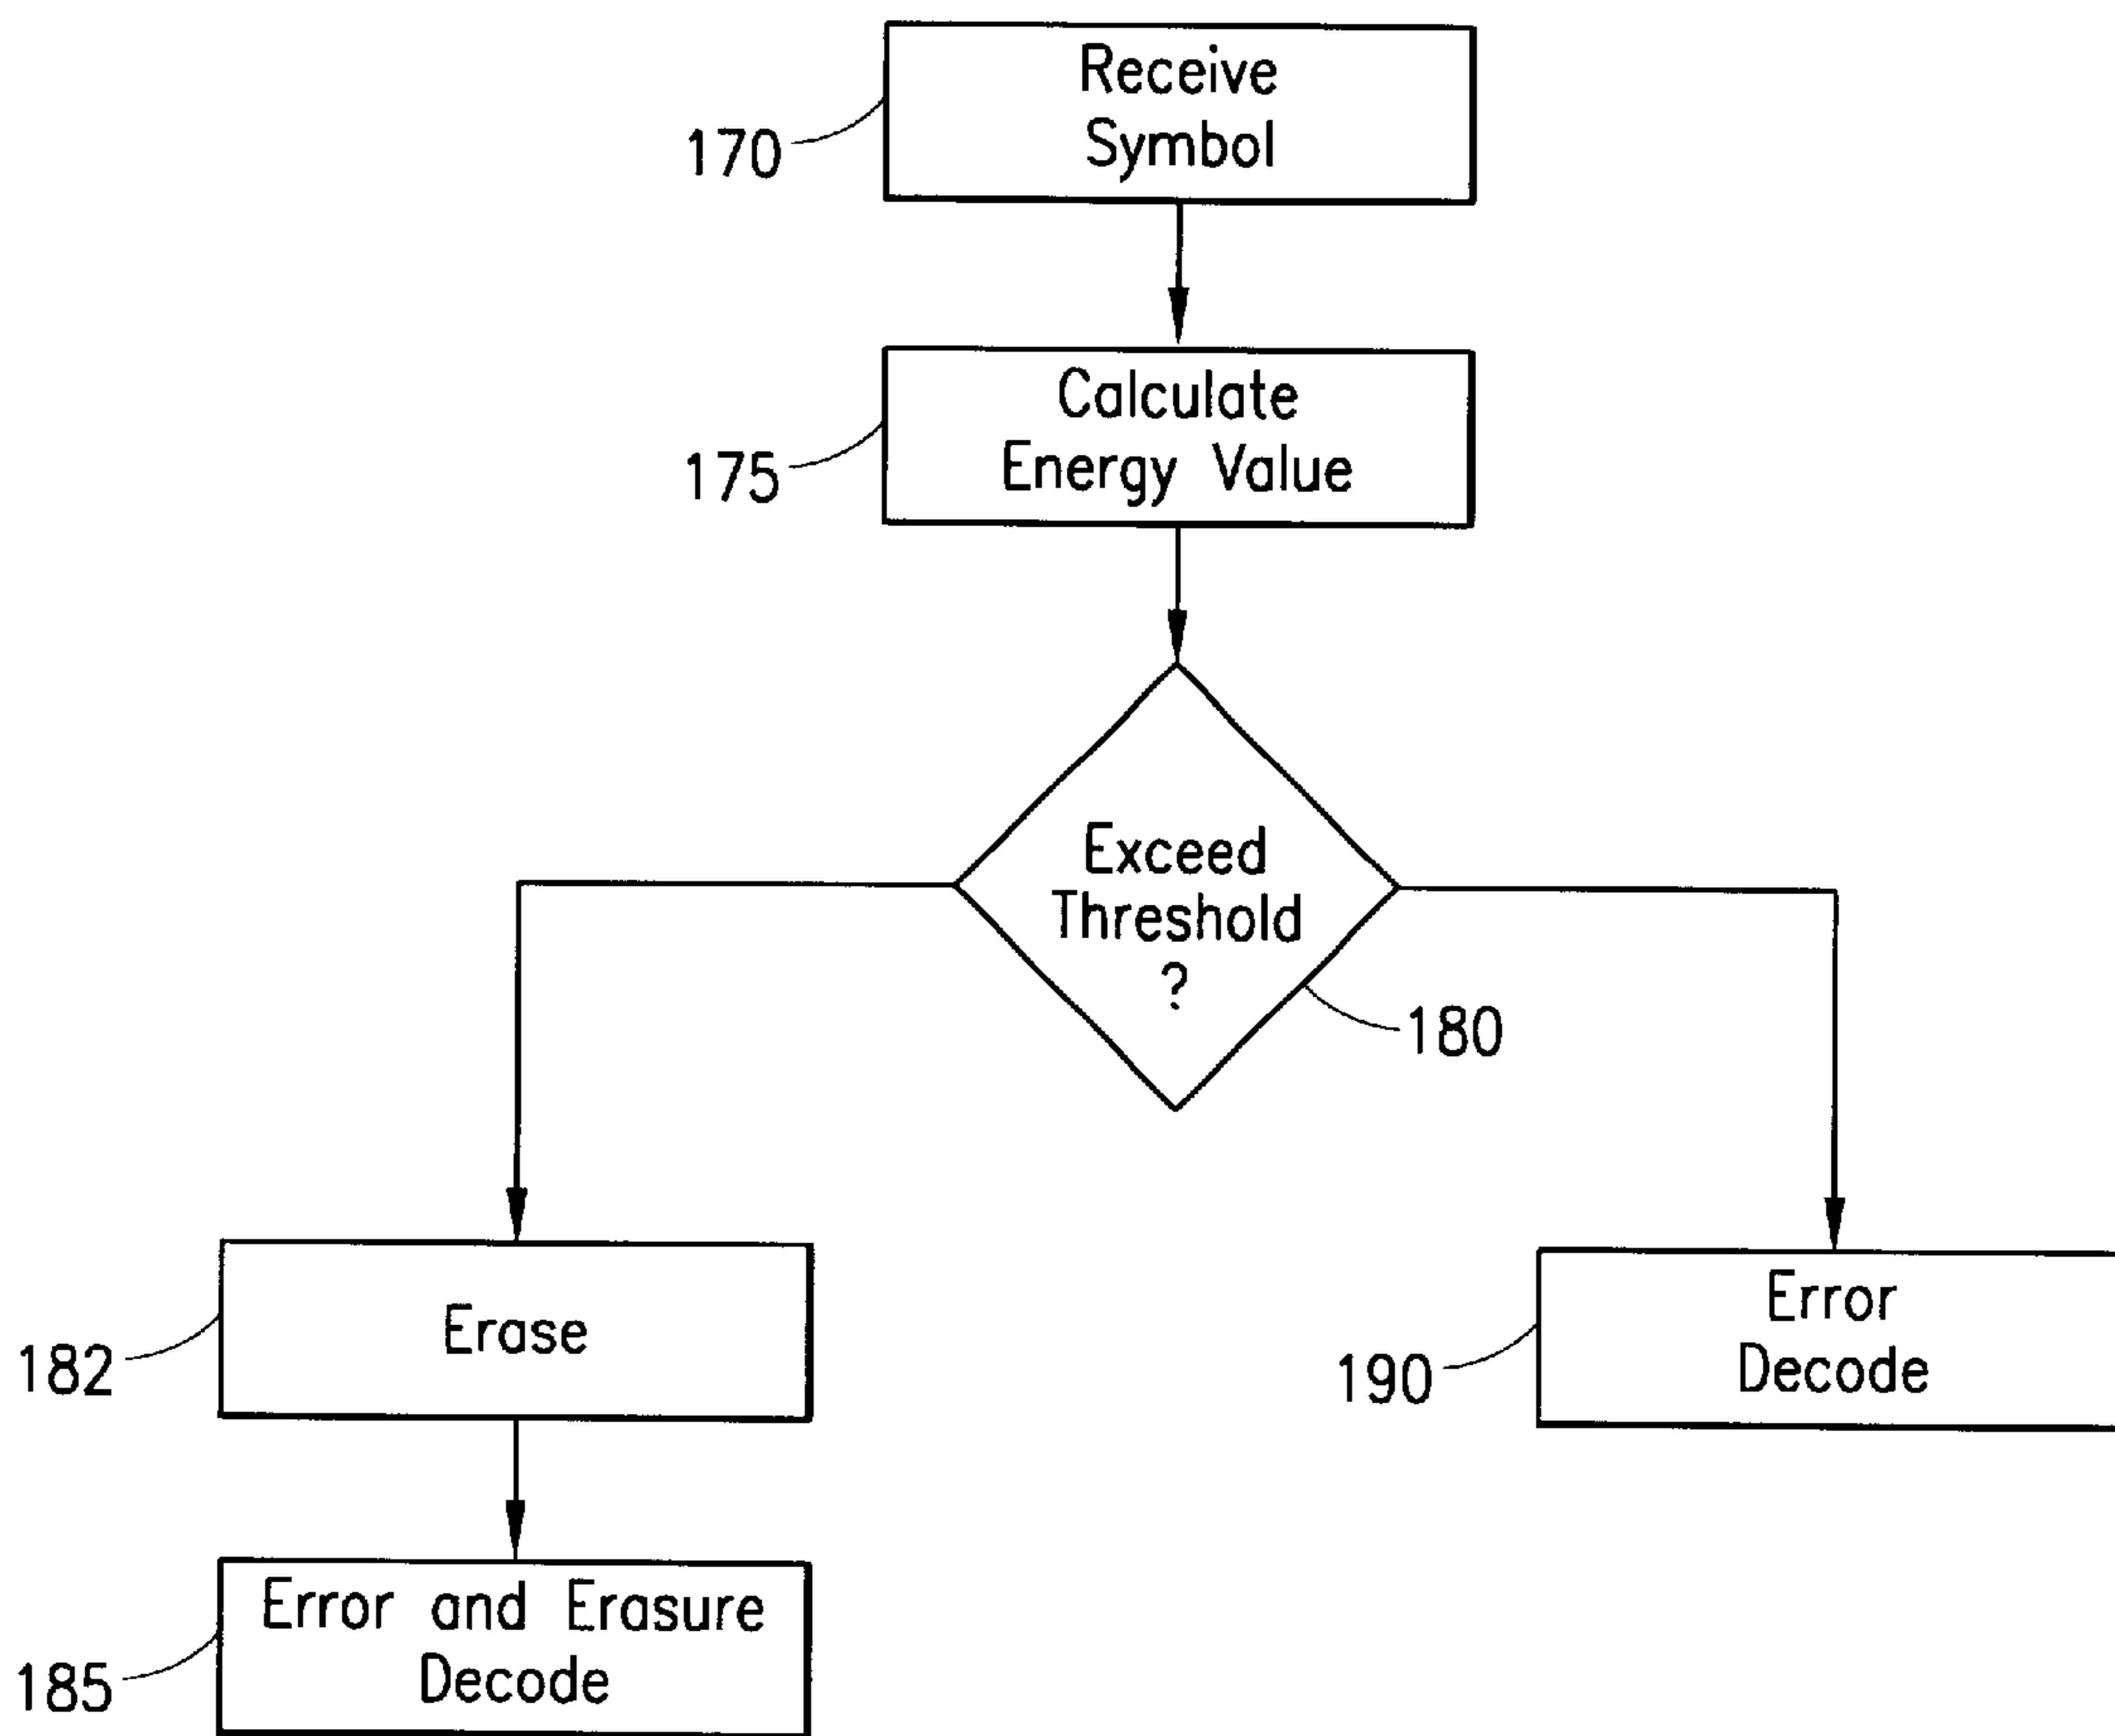 Receive
Symbol
170
Calculate
Energy Value
175
Exceed
Threshold
?
180
Erase
182
Error
Decode
190
Error and Erasure
Decode
185